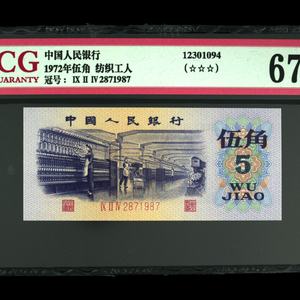 CG
UARANTY
中国人民银行
1972年伍角 纺织工人
冠号： IX II IV 2871987
12301094
(☆☆☆)
67
中国人民银行
伍角
5
WU
JIAO
IX II IV 2871987